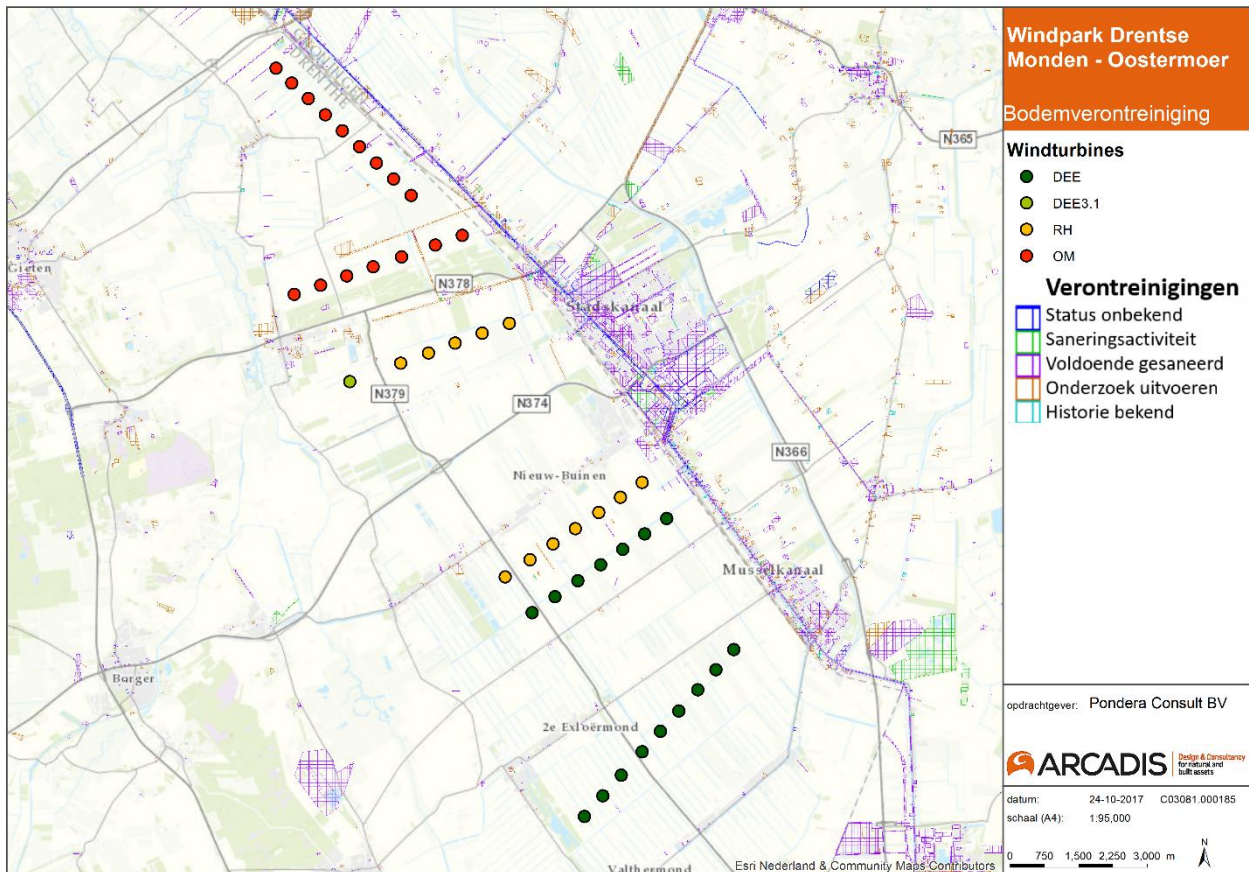 GRONINGEN
DRENTHE
N365
Gieten
N378
Stadskanaal
N379
N374
N366
Nieuw-Buinen
Musselkanaal
Borger
2e Exloërmond
Valthermond
Esri Nederland & Community Maps Contributors
Windpark Drentse
Monden - Oostermoer
Bodemverontreiniging
Windturbines
DEE
DEE3.1
RH
OM
Verontreinigingen
Status onbekend
Saneringsactiviteit
Voldoende gesaneerd
Onderzoek uitvoeren
Historie bekend
opdrachtgever: Pondera Consult BV
ARCADIS
Design & Consultancy
for natural and
built assets
datum: 24-10-2017 C03081.000185
schaal (A4): 1:95,000
0 750 1,500 2,250 3,000 m
N